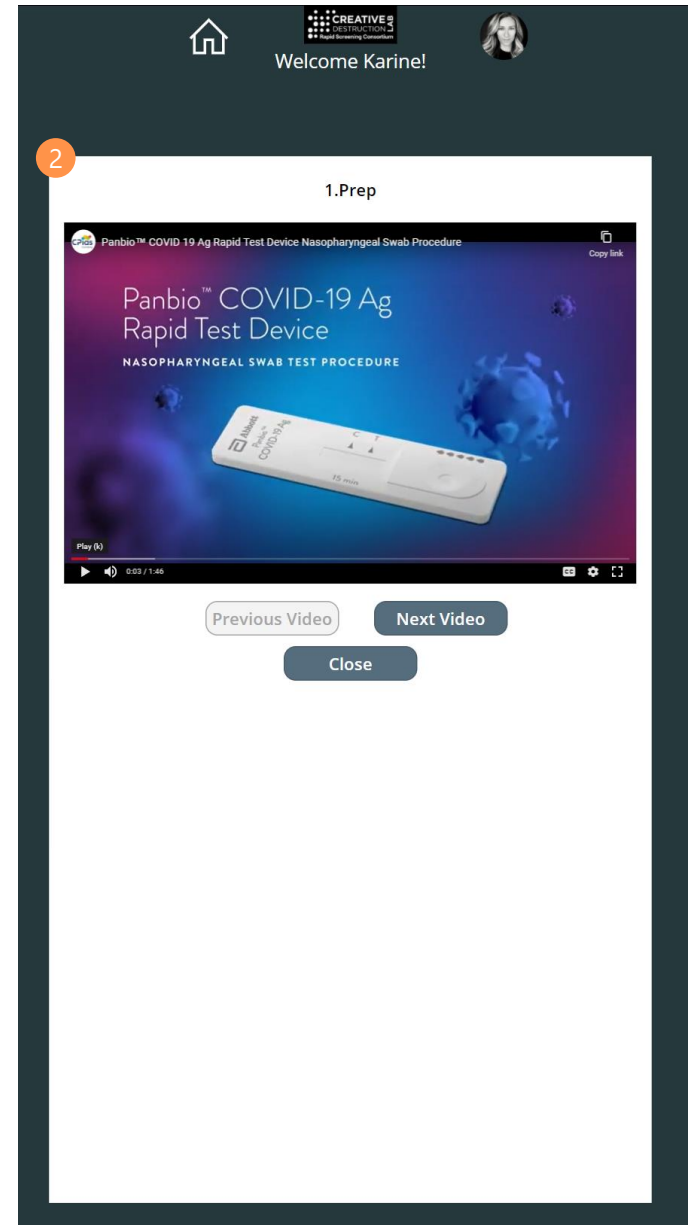 CREATIVE
DESTRUCTION
LAB
Rapid Screening Consortium
Welcome Karine!
2
1.Prep
CPias
Panbio™ COVID 19 Ag Rapid Test Device Nasopharyngeal Swab Procedure
Copy link
Panbio™ COVID-19 Ag
Rapid Test Device
NASOPHARYNGEAL SWAB TEST PROCEDURE
Abbott
Panbio™
COVID-19 Ag
C T
15 min
Play (k)
0:03 / 1:46
CC
Previous Video Next Video
Close